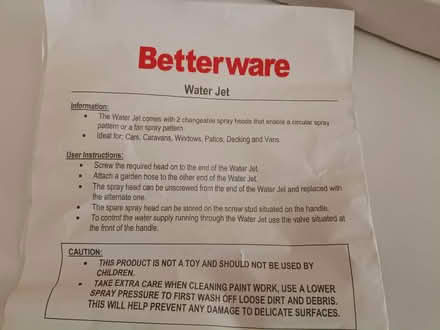 Betterware
Water Jet
Information:
• The Water Jet comes with 2 changeable spray heads that enable a circular spray
pattern or a fan spray pattern.
• Ideal for; Cars, Caravans, Windows, Patios, Decking and Vans.
User Instructions:
• Screw the required head on to the end of the Water Jet.
• Attach a garden hose to the other end of the Water Jet.
• The spray head can be unscrewed from the end of the Water Jet and replaced with
the alternate one.
• The spare spray head can be stored on the screw stud situated on the handle.
• To control the water supply running through the Water Jet use the valve situated at
the front of the handle.
CAUTION:
• THIS PRODUCT IS NOT A TOY AND SHOULD NOT BE USED BY
CHILDREN.
• TAKE EXTRA CARE WHEN CLEANING PAINT WORK, USE A LOWER
SPRAY PRESSURE TO FIRST WASH OFF LOOSE DIRT AND DEBRIS.
THIS WILL HELP PREVENT ANY DAMAGE TO DELICATE SURFACES.